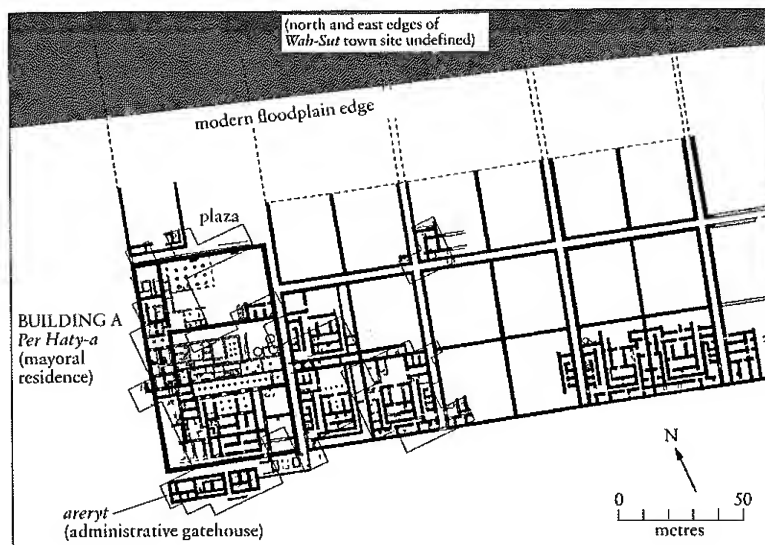 (north and east edges of
Wah-Sut town site undefined)
modern floodplain edge
plaza
BUILDING A
Per Haty-a
(mayoral
residence)
areryt
(administrative gatehouse)
N
0 50
metres